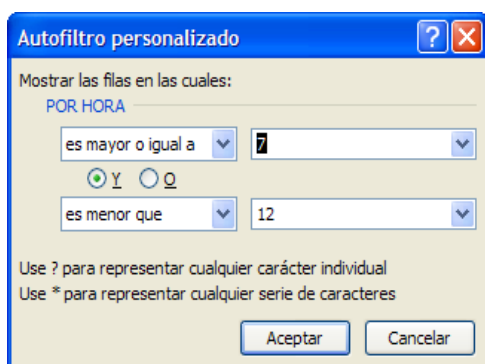 Autofiltro personalizado
Mostrar las filas en las cuales:
POR HORA
es mayor o igual a 7
Y O
es menor que 12
Use ? para representar cualquier carácter individual
Use * para representar cualquier serie de caracteres
Aceptar Cancelar